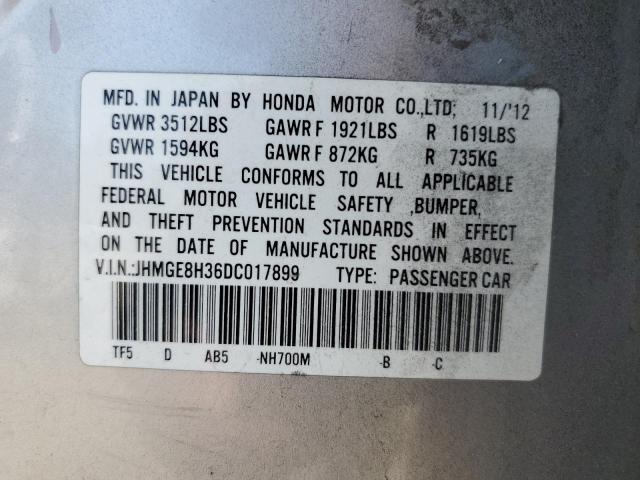 MFD. IN JAPAN BY HONDA MOTOR CO.,LTD; 11/'12
GVWR 3512LBS GAWR F 1921LBS R 1619LBS
GVWR 1594KG GAWR F 872KG R 735KG
THIS VEHICLE CONFORMS TO ALL APPLICABLE
FEDERAL MOTOR VEHICLE SAFETY ,BUMPER,
AND THEFT PREVENTION STANDARDS IN EFFECT
ON THE DATE OF MANUFACTURE SHOWN ABOVE.
V.I.N.:JHMGE8H36DC017899 TYPE: PASSENGER CAR
TF5 D AB5 -NH700M -B -C